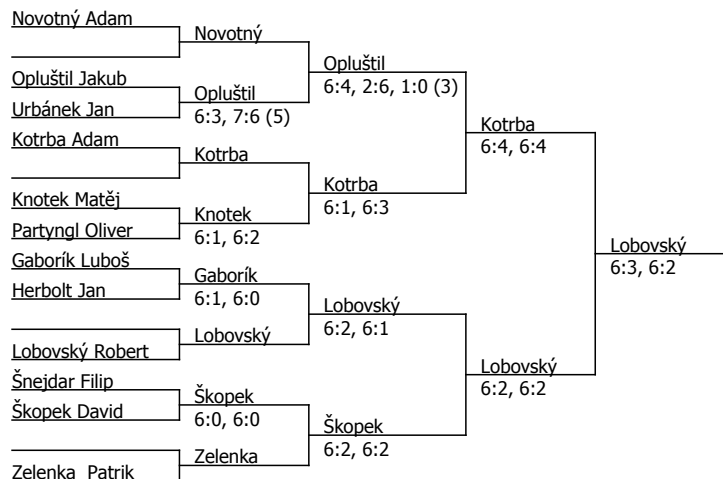 Novotný Adam
Opluštil Jakub
Urbánek Jan
Kotrba Adam
Knotek Matěj
Partyngl Oliver
Gaborík Luboš
Herbolt Jan
Lobovský Robert
Šnejdar Filip
Škopek David
Zelenka  Patrik
Novotný
Opluštil
6:3, 7:6 (5)
Kotrba
Knotek
6:1, 6:2
Gaborík
6:1, 6:0
Lobovský
Škopek
6:0, 6:0
Zelenka
Opluštil
6:4, 2:6, 1:0 (3)
Kotrba
6:1, 6:3
Lobovský
6:2, 6:1
Škopek
6:2, 6:2
Kotrba
6:4, 6:4
Lobovský
6:2, 6:2
Lobovský
6:3, 6:2